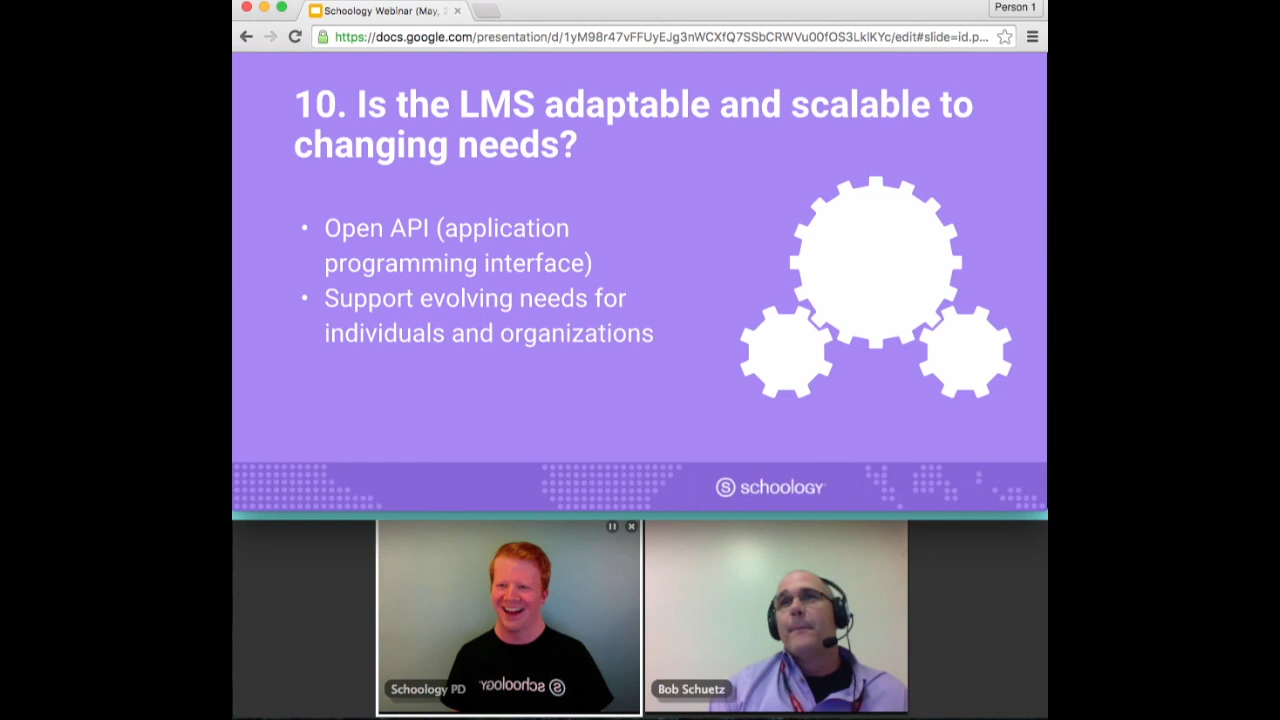 Schoology Webinar (May, 2
Person 1
https://docs.google.com/presentation/d/1yM98r47vFFUyEJg3nWCXfQ7SSbCRWVu00fOS3LklKYc/edit#slide=id.p...
10. Is the LMS adaptable and scalable to
changing needs?
• Open API (application
programming interface)
• Support evolving needs for
individuals and organizations
S schoology
Schoology PD
schoology S
Bob Schuetz